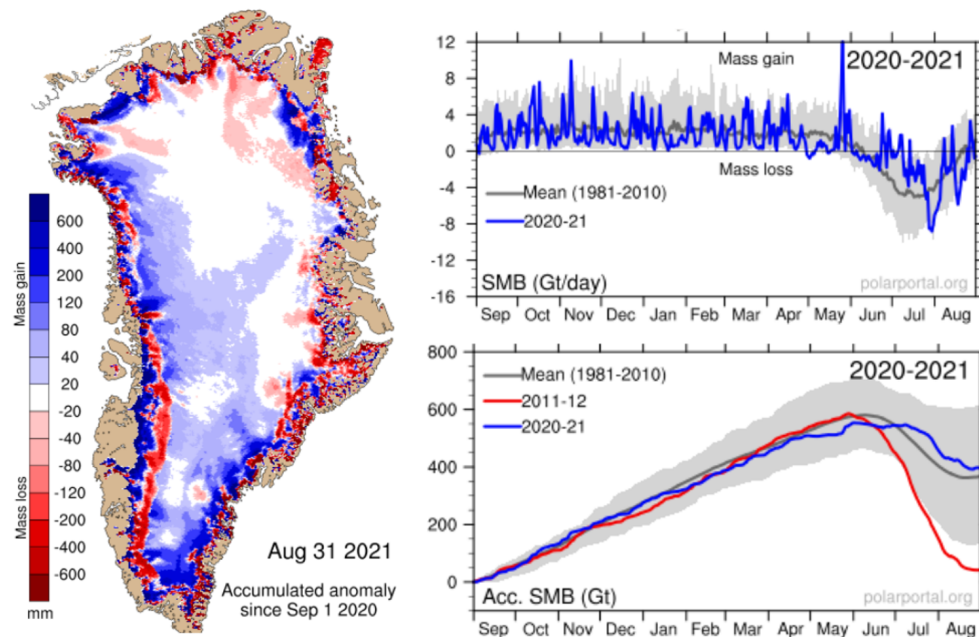 Mass gain
Mass loss
600
400
200
120
80
40
20
-20
-40
-80
-120
-200
-400
-600
mm
Aug 31 2021
Accumulated anomaly
since Sep 1 2020
12
8
4
0
-4
-8
-12
-16
Mass gain
2020-2021
Mass loss
Mean (1981-2010)
2020-21
SMB (Gt/day)
polarportal.org
Sep Oct Nov Dec Jan Feb Mar Apr May Jun Jul Aug
800
600
400
200
0
2020-2021
Mean (1981-2010)
2011-12
2020-21
Acc. SMB (Gt)
polarportal.org
Sep Oct Nov Dec Jan Feb Mar Apr May Jun Jul Aug